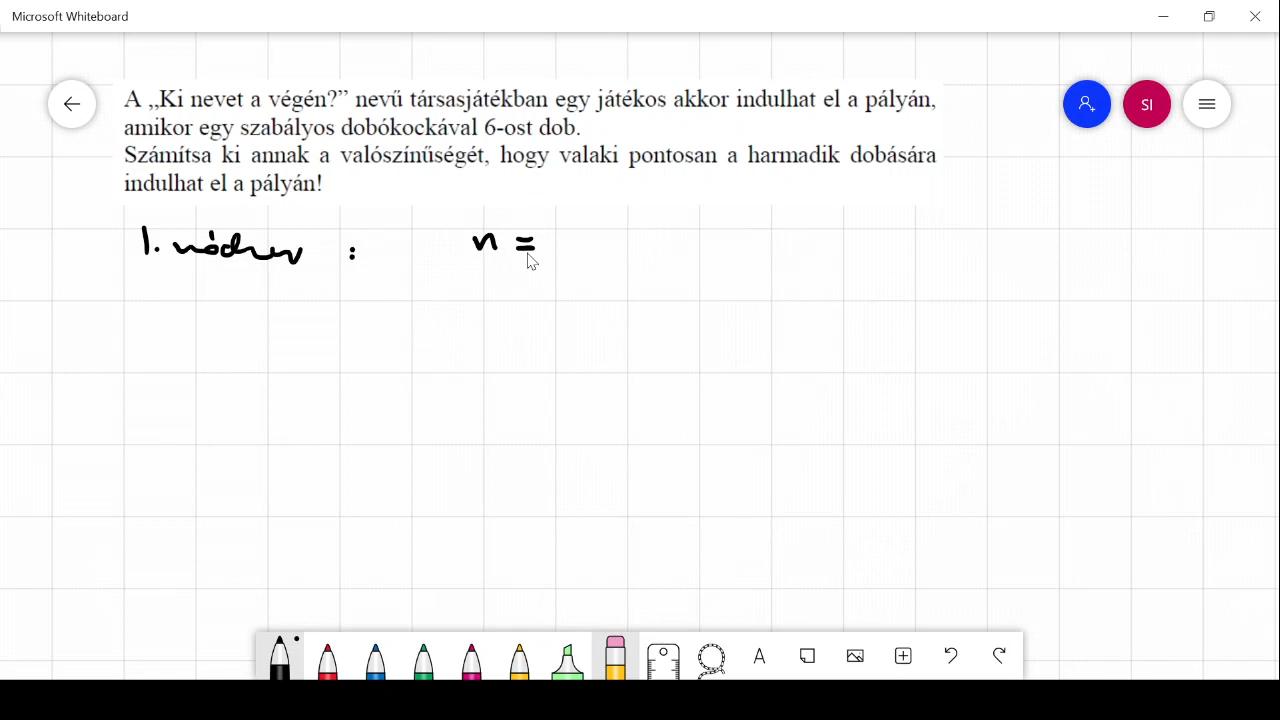 Microsoft Whiteboard
A „Ki nevet a végén?” nevű társasjátékban egy játékos akkor indulhat el a pályán,
amikor egy szabályos dobókockával 6-ost dob.
Számítsa ki annak a valószínűségét, hogy valaki pontosan a harmadik dobására
indulhat el a pályán!
SI
1. módszer : n =
A